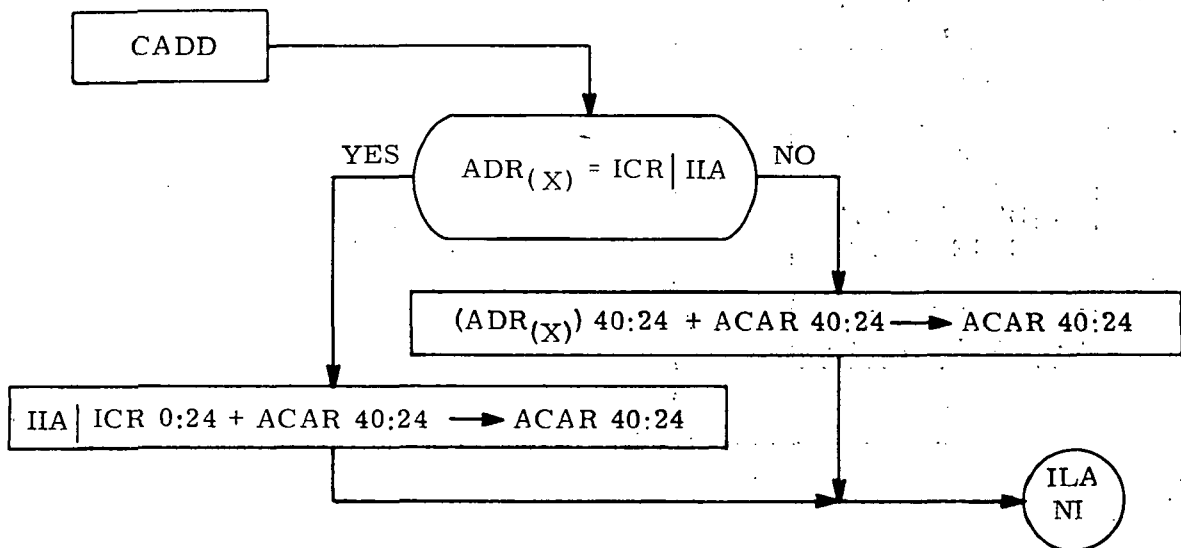 CADD
YES
ADR(X) = ICR | IIA
NO
(ADR(X)) 40:24 + ACAR 40:24 → ACAR 40:24
IIA | ICR 0:24 + ACAR 40:24 → ACAR 40:24
ILA
NI